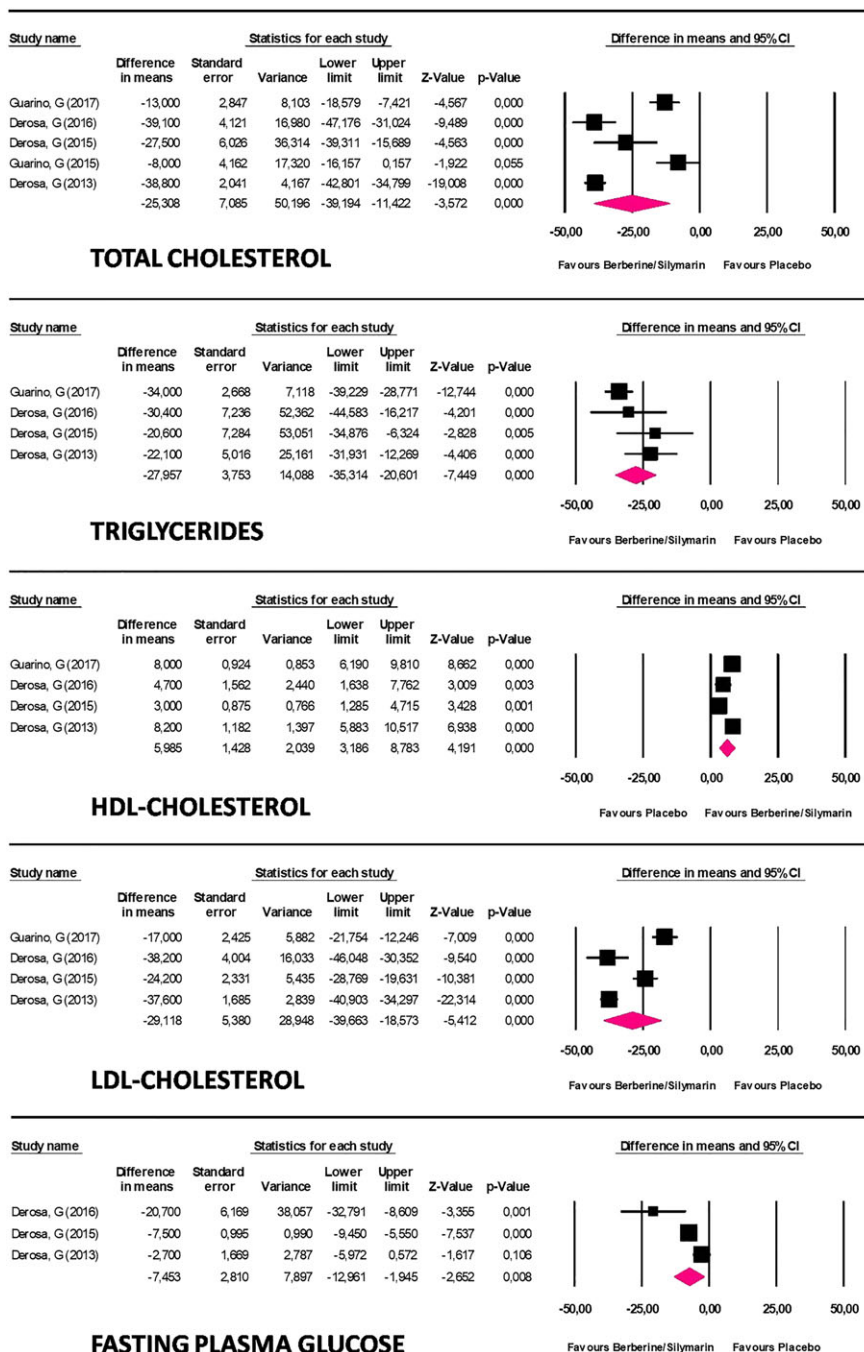 Study name Statistics for each study Difference in means and 95% CI
Difference in means Standard error Variance Lower limit Upper limit Z-Value p-Value
Guarino, G (2017) -13,000 2,847 8,103 -18,579 -7,421 -4,567 0,000
Derosa, G (2016) -39,100 4,121 16,980 -47,176 -31,024 -9,489 0,000
Derosa, G (2015) -27,500 6,026 36,314 -39,311 -15,689 -4,563 0,000
Guarino, G (2015) -8,000 4,162 17,320 -16,157 0,157 -1,922 0,055
Derosa, G (2013) -38,800 2,041 4,167 -42,801 -34,799 -19,008 0,000
-25,308 7,085 50,196 -39,194 -11,422 -3,572 0,000
-50,00 -25,00 0,00 25,00 50,00
TOTAL CHOLESTEROL
Favours Berberine/Silymarin Favours Placebo
Study name Statistics for each study Difference in means and 95% CI
Difference in means Standard error Variance Lower limit Upper limit Z-Value p-Value
Guarino, G (2017) -34,000 2,668 7,118 -39,229 -28,771 -12,744 0,000
Derosa, G (2016) -30,400 7,236 52,362 -44,583 -16,217 -4,201 0,000
Derosa, G (2015) -20,600 7,284 53,051 -34,876 -6,324 -2,828 0,005
Derosa, G (2013) -22,100 5,016 25,161 -31,931 -12,269 -4,406 0,000
-27,957 3,753 14,088 -35,314 -20,601 -7,449 0,000
-50,00 -25,00 0,00 25,00 50,00
TRIGLYCERIDES
Favours Berberine/Silymarin Favours Placebo
Study name Statistics for each study Difference in means and 95% CI
Difference in means Standard error Variance Lower limit Upper limit Z-Value p-Value
Guarino, G (2017) 8,000 0,924 0,853 6,190 9,810 8,662 0,000
Derosa, G (2016) 4,700 1,562 2,440 1,638 7,762 3,009 0,003
Derosa, G (2015) 3,000 0,875 0,766 1,285 4,715 3,428 0,001
Derosa, G (2013) 8,200 1,182 1,397 5,883 10,517 6,938 0,000
5,985 1,428 2,039 3,186 8,783 4,191 0,000
-50,00 -25,00 0,00 25,00 50,00
HDL-CHOLESTEROL
Favours Placebo Favours Berberine/Silymarin
Study name Statistics for each study Difference in means and 95% CI
Difference in means Standard error Variance Lower limit Upper limit Z-Value p-Value
Guarino, G (2017) -17,000 2,425 5,882 -21,754 -12,246 -7,009 0,000
Derosa, G (2016) -38,200 4,004 16,033 -46,048 -30,352 -9,540 0,000
Derosa, G (2015) -24,200 2,331 5,435 -28,769 -19,631 -10,381 0,000
Derosa, G (2013) -37,600 1,685 2,839 -40,903 -34,297 -22,314 0,000
-29,118 5,380 28,948 -39,663 -18,573 -5,412 0,000
-50,00 -25,00 0,00 25,00 50,00
LDL-CHOLESTEROL
Favours Berberine/Silymarin Favours Placebo
Study name Statistics for each study Difference in means and 95% CI
Difference in means Standard error Variance Lower limit Upper limit Z-Value p-Value
Derosa, G (2016) -20,700 6,169 38,057 -32,791 -8,609 -3,355 0,001
Derosa, G (2015) -7,500 0,995 0,990 -9,450 -5,550 -7,537 0,000
Derosa, G (2013) -2,700 1,669 2,787 -5,972 0,572 -1,617 0,106
-7,453 2,810 7,897 -12,961 -1,945 -2,652 0,008
-50,00 -25,00 0,00 25,00 50,00
FASTING PLASMA GLUCOSE
Favours Berberine/Silymarin Favours Placebo